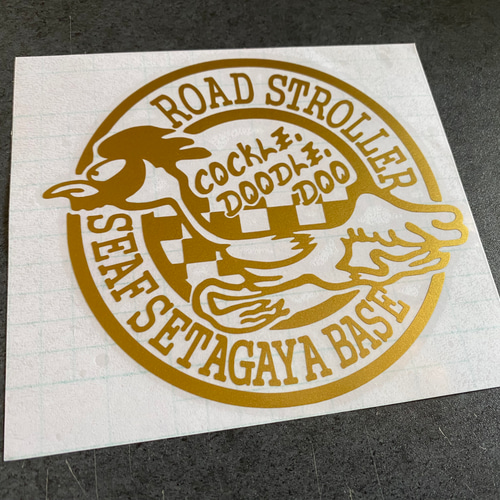 ROAD STROLLER
COCKLE·
DOODLE·
DOO
SEAF SETAGAYA BASE